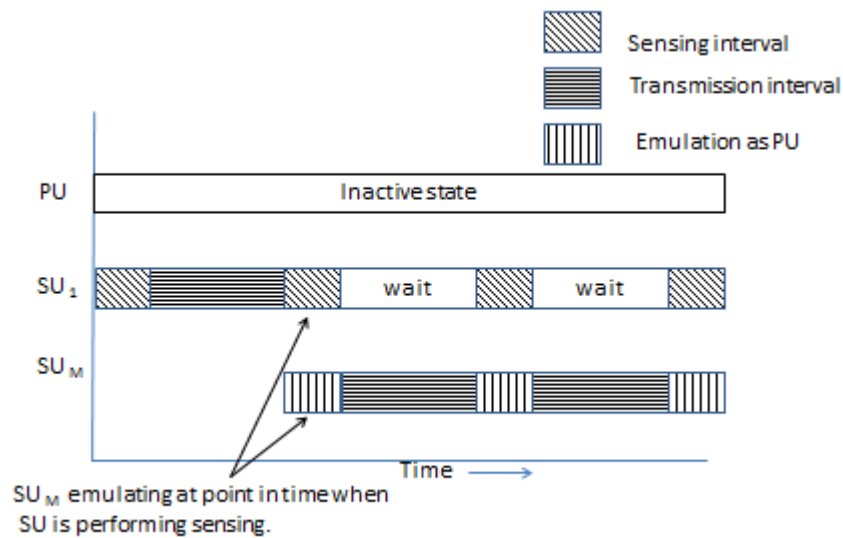 Sensing interval
Transmission interval
Emulation as PU
PU
Inactive state
SU 1
wait
wait
SU M
Time
SU M emulating at point in time when
SU is performing sensing.